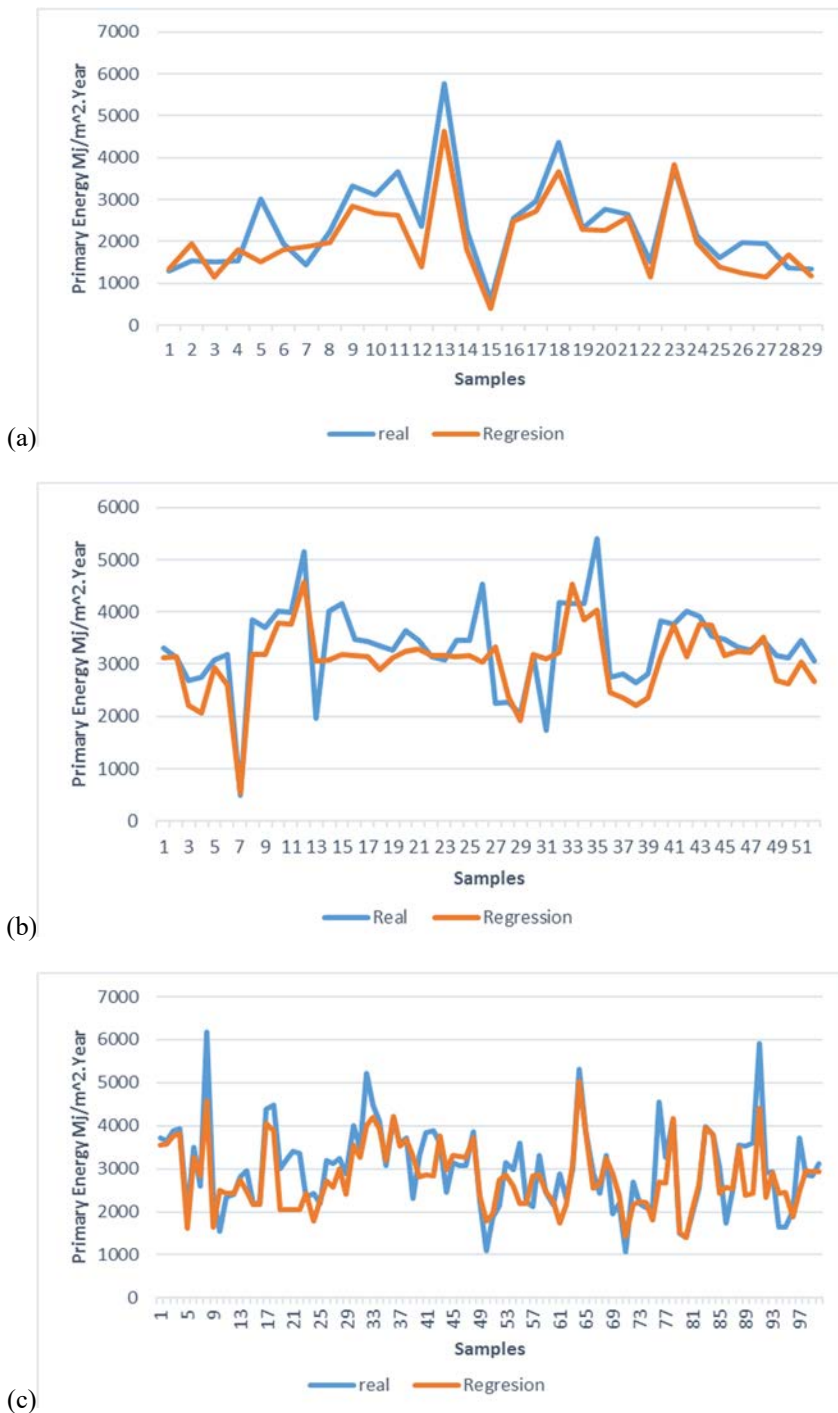 Primary Energy Mj/m^2.Year
7000
6000
5000
4000
3000
2000
1000
0
1 2 3 4 5 6 7 8 9 10 11 12 13 14 15 16 17 18 19 20 21 22 23 24 25 26 27 28 29
Samples
real Regresion
(a)
Primary Energy Mj/m^2.Year
6000
5000
4000
3000
2000
1000
0
1 3 5 7 9 11 13 15 17 19 21 23 25 27 29 31 33 35 37 39 41 43 45 47 49 51
Samples
Real Regression
(b)
Primary Energy Mj/m^2.Year
7000
6000
5000
4000
3000
2000
1000
0
1 5 9 13 17 21 25 29 33 37 41 45 49 53 57 61 65 69 73 77 81 85 89 93 97
Samples
real Regresion
(c)